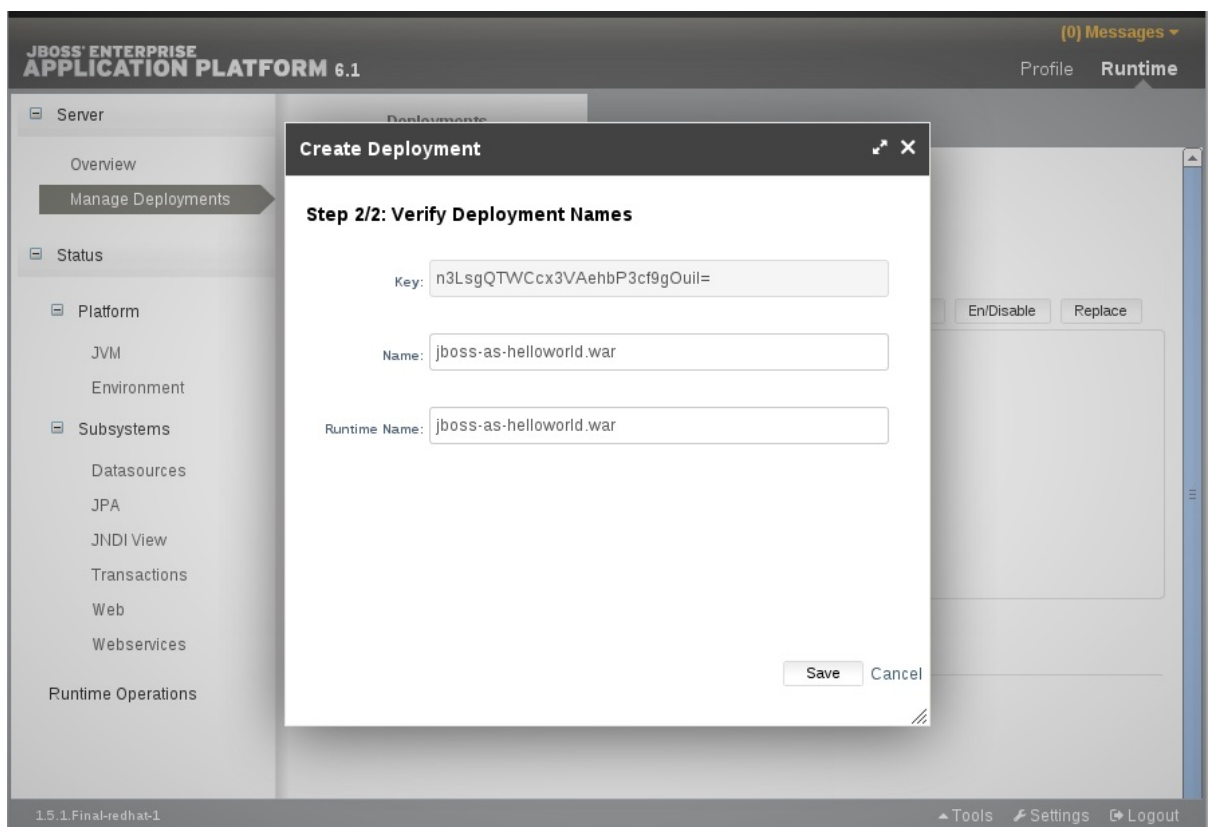 (0) Messages
JBOSS' ENTERPRISE
APPLICATION PLATFORM 6.1
Profile Runtime
Server
Overview
Manage Deployments
Status
Platform
JVM
Environment
Subsystems
Datasources
JPA
JNDI View
Transactions
Web
Webservices
Runtime Operations
Deployments
En/Disable Replace
Create Deployment
Step 2/2: Verify Deployment Names
Key: n3LsgQTWCcx3VAehbP3cf9gOuiI=
Name: jboss-as-helloworld.war
Runtime Name: jboss-as-helloworld.war
Save Cancel
1.5.1.Final-redhat-1
Tools Settings Logout